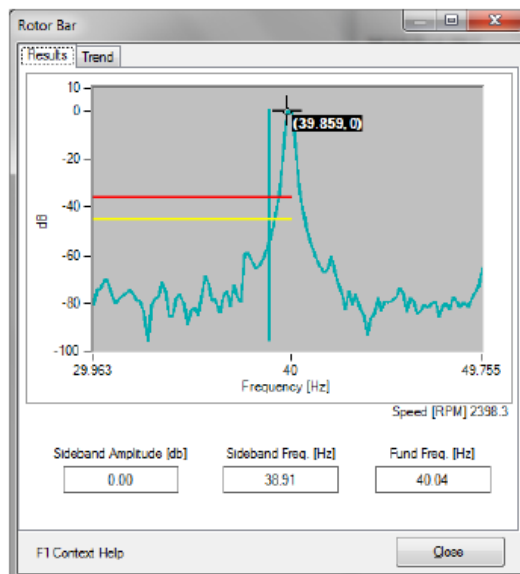 Rotor Bar
Results Trend
10
0
(39.859, 0)
-20
-40
dB
-60
-80
-100
29.963 40 49.755
Frequency [Hz]
Speed [RPM] 2398.3
Sideband Amplitude [db] Sideband Freq. [Hz] Fund Freq. [Hz]
0.00 38.91 40.04
F1 Context Help Close